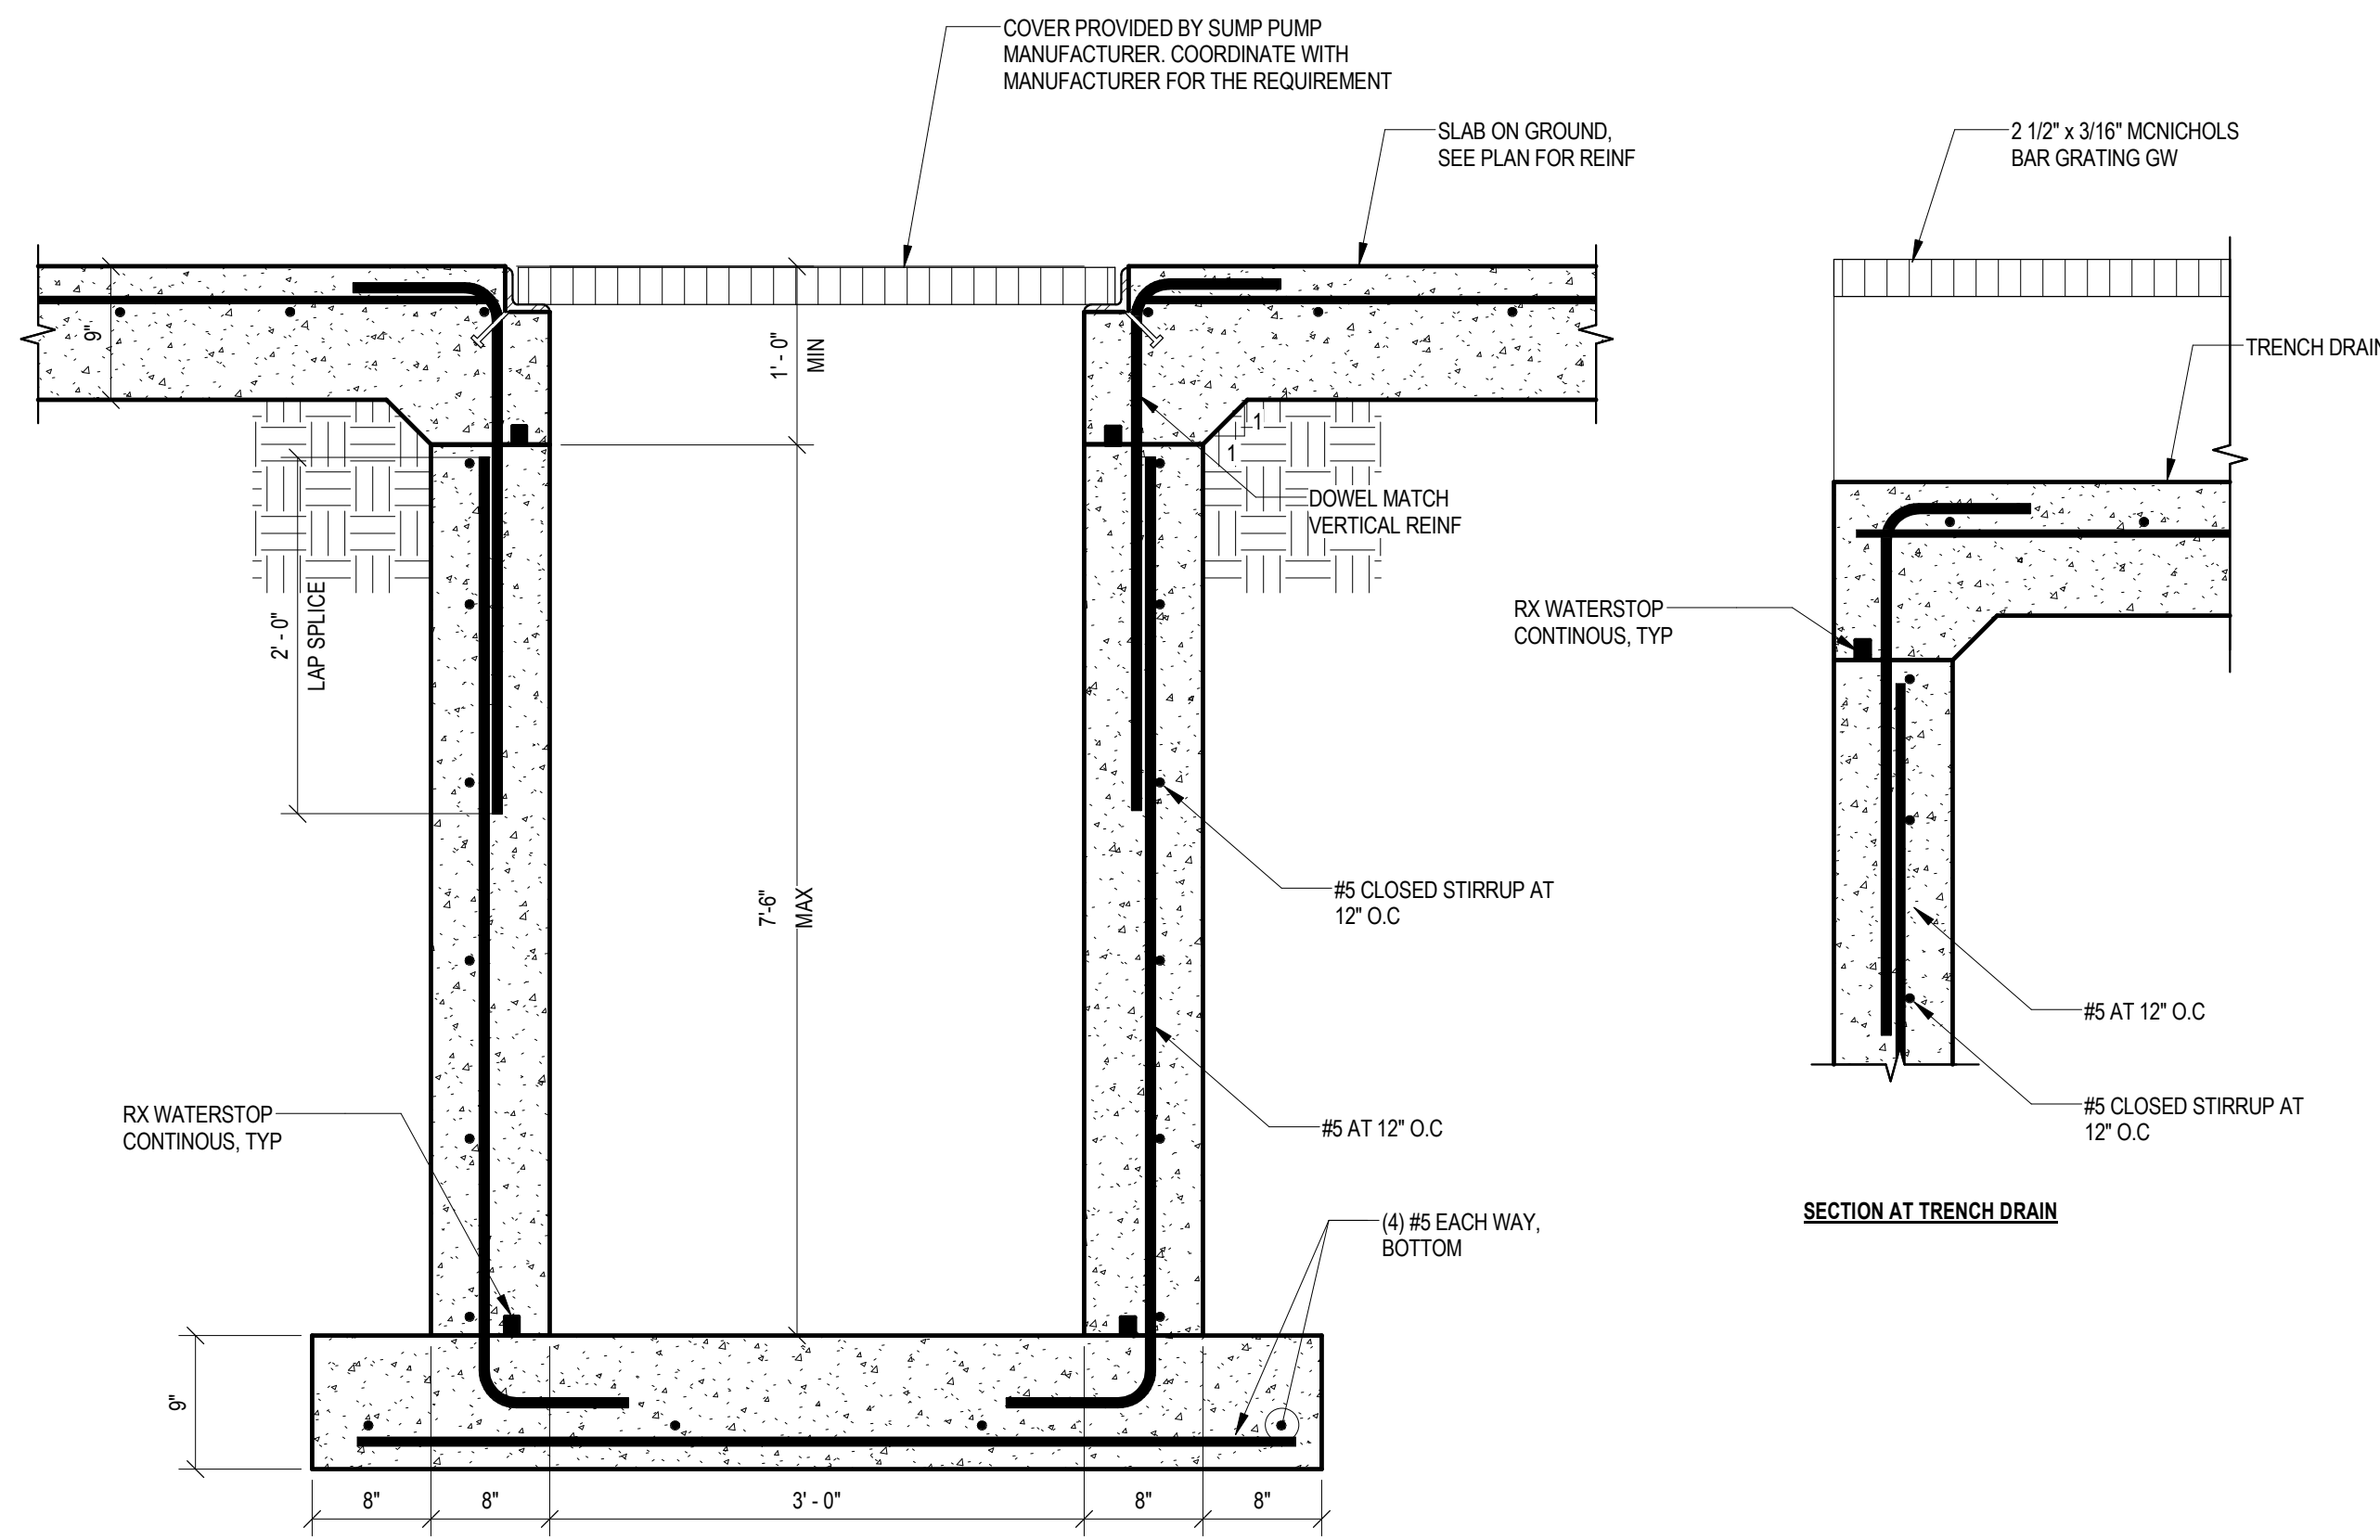 COVER PROVIDED BY SUMP PUMP
MANUFACTURER. COORDINATE WITH
MANUFACTURER FOR THE REQUIREMENT
SLAB ON GROUND,
SEE PLAN FOR REINF
2 1/2" x 3/16" MCNICHOLS
BAR GRATING GW
9"
1' - 0"
MIN
TRENCH DRAIN
1
1
DOWEL MATCH
VERTICAL REINF
2' - 0"
LAP SPLICE
RX WATERSTOP
CONTINOUS, TYP
7'-6"
MAX
#5 CLOSED STIRRUP AT
12" O.C
#5 AT 12" O.C
RX WATERSTOP
CONTINOUS, TYP
#5 AT 12" O.C
#5 CLOSED STIRRUP AT
12" O.C
(4) #5 EACH WAY,
BOTTOM
SECTION AT TRENCH DRAIN
9"
8"
8"
3' - 0"
8"
8"